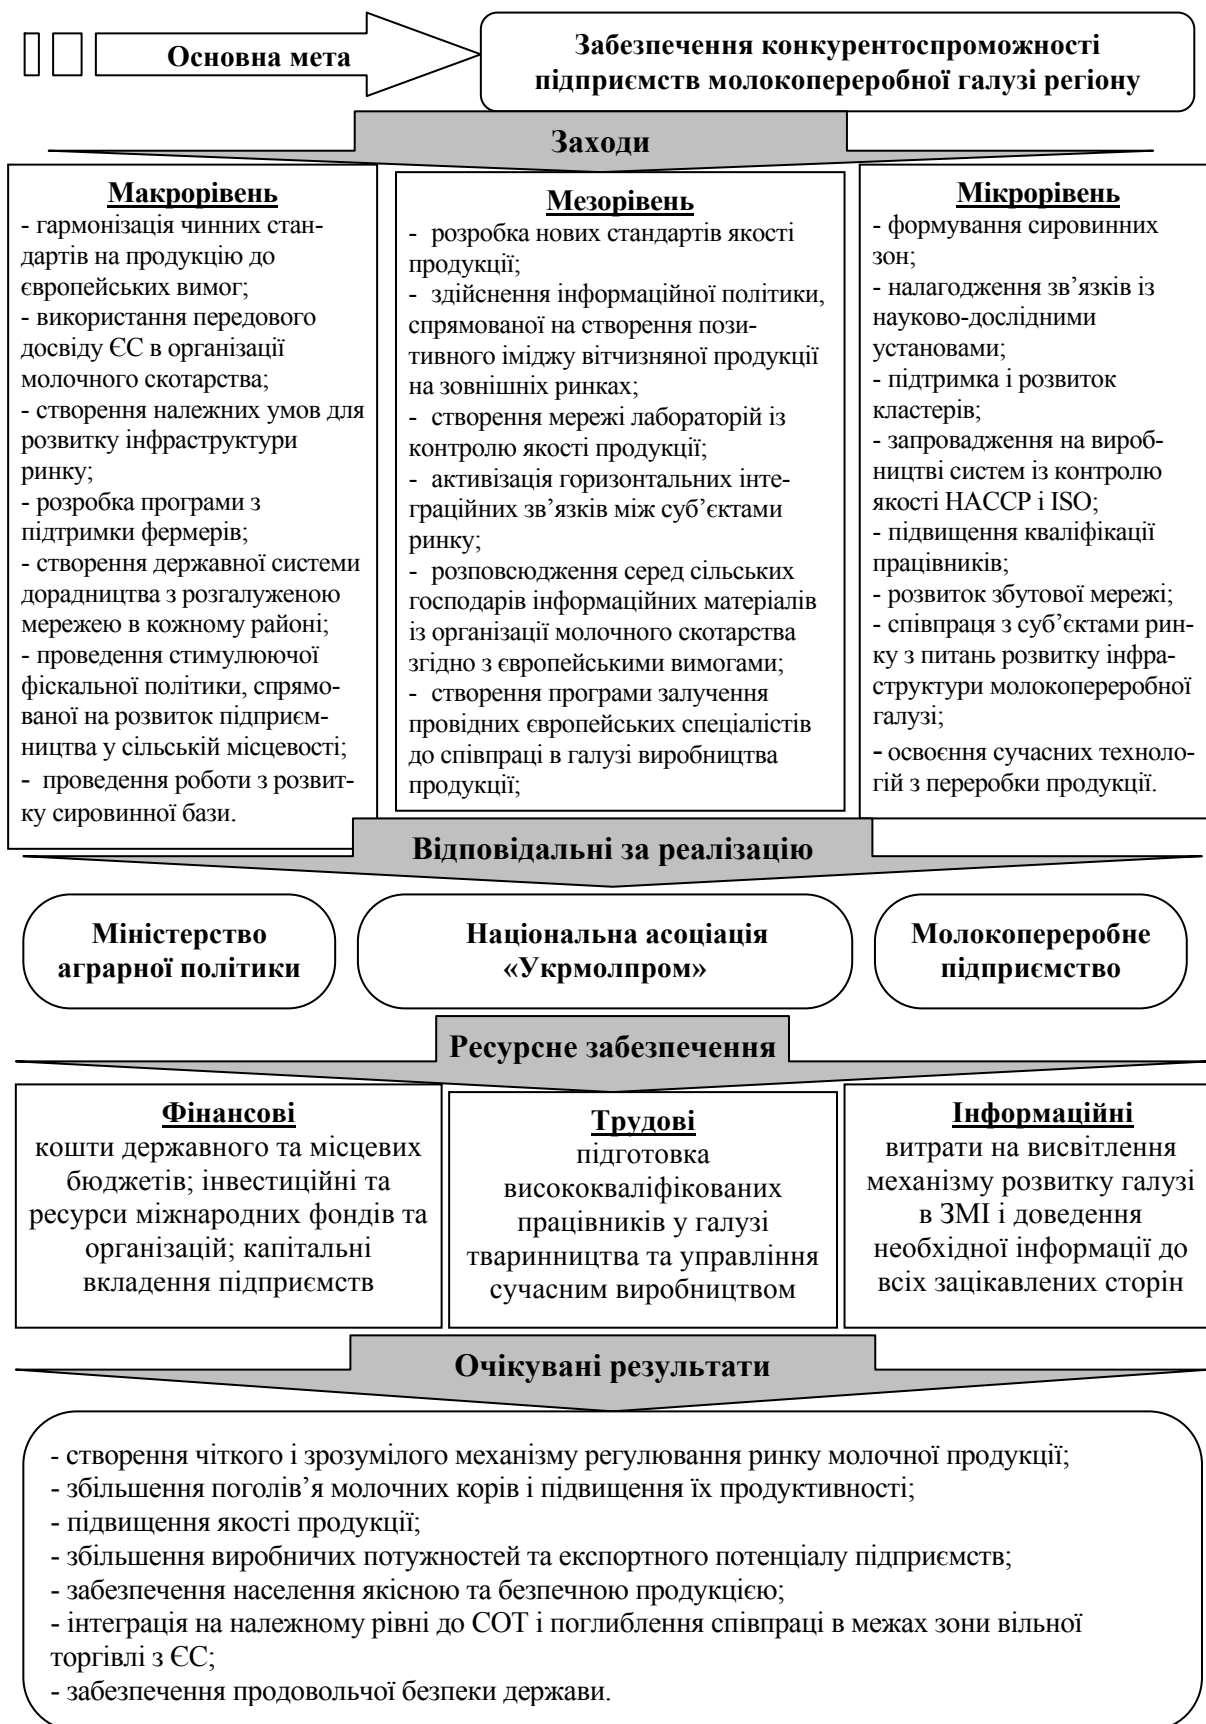 Основна мета
Забезпечення конкурентоспроможності
підприємств молокопереробної галузі регіону
Заходи
Макрорівень
- гармонізація чинних стан-
дартів на продукцію до
європейських вимог;
- використання передового
досвіду ЄС в організації
молочного скотарства;
- створення належних умов для
розвитку інфраструктури
ринку;
- розробка програми з
підтримки фермерів;
- створення державної системи
дорадництва з розгалуженою
мережею в кожному районі;
- проведення стимулюючої
фіскальної політики, спрямо-
ваної на розвиток підприєм-
ництва у сільській місцевості;
- проведення роботи з розвит-
ку сировинної бази.
Мезорівень
- розробка нових стандартів якості
продукції;
- здійснення інформаційної політики,
спрямованої на створення пози-
тивного іміджу вітчизняної продукції
на зовнішніх ринках;
- створення мережі лабораторій із
контролю якості продукції;
- активізація горизонтальних інте-
граційних зв’язків між суб’єктами
ринку;
- розповсюдження серед сільських
господарів інформаційних матеріалів
із організації молочного скотарства
згідно з європейськими вимогами;
- створення програми залучення
провідних європейських спеціалістів
до співпраці в галузі виробництва
продукції;
Мікрорівень
- формування сировинних
зон;
- налагодження зв’язків із
науково-дослідними
установами;
- підтримка і розвиток
кластерів;
- запровадження на вироб-
ництві систем із контролю
якості НАССР і ISO;
- підвищення кваліфікації
працівників;
- розвиток збутової мережі;
- співпраця з суб’єктами рин-
ку з питань розвитку інфра-
структури молокопереробної
галузі;
- освоєння сучасних техноло-
гій з переробки продукції.
Відповідальні за реалізацію
Міністерство
аграрної політики
Національна асоціація
«Укрмолпром»
Молокопереробне
підприємство
Ресурсне забезпечення
Фінансові
кошти державного та місцевих
бюджетів; інвестиційні та
ресурси міжнародних фондів та
організацій; капітальні
вкладення підприємств
Трудові
підготовка
висококваліфікованих
працівників у галузі
тваринництва та управління
сучасним виробництвом
Інформаційні
витрати на висвітлення
механізму розвитку галузі
в ЗМІ і доведення
необхідної інформації до
всіх зацікавлених сторін
Очікувані результати
- створення чіткого і зрозумілого механізму регулювання ринку молочної продукції;
- збільшення поголів’я молочних корів і підвищення їх продуктивності;
- підвищення якості продукції;
- збільшення виробничих потужностей та експортного потенціалу підприємств;
- забезпечення населення якісною та безпечною продукцією;
- інтеграція на належному рівні до СОТ і поглиблення співпраці в межах зони вільної
торгівлі з ЄС;
- забезпечення продовольчої безпеки держави.